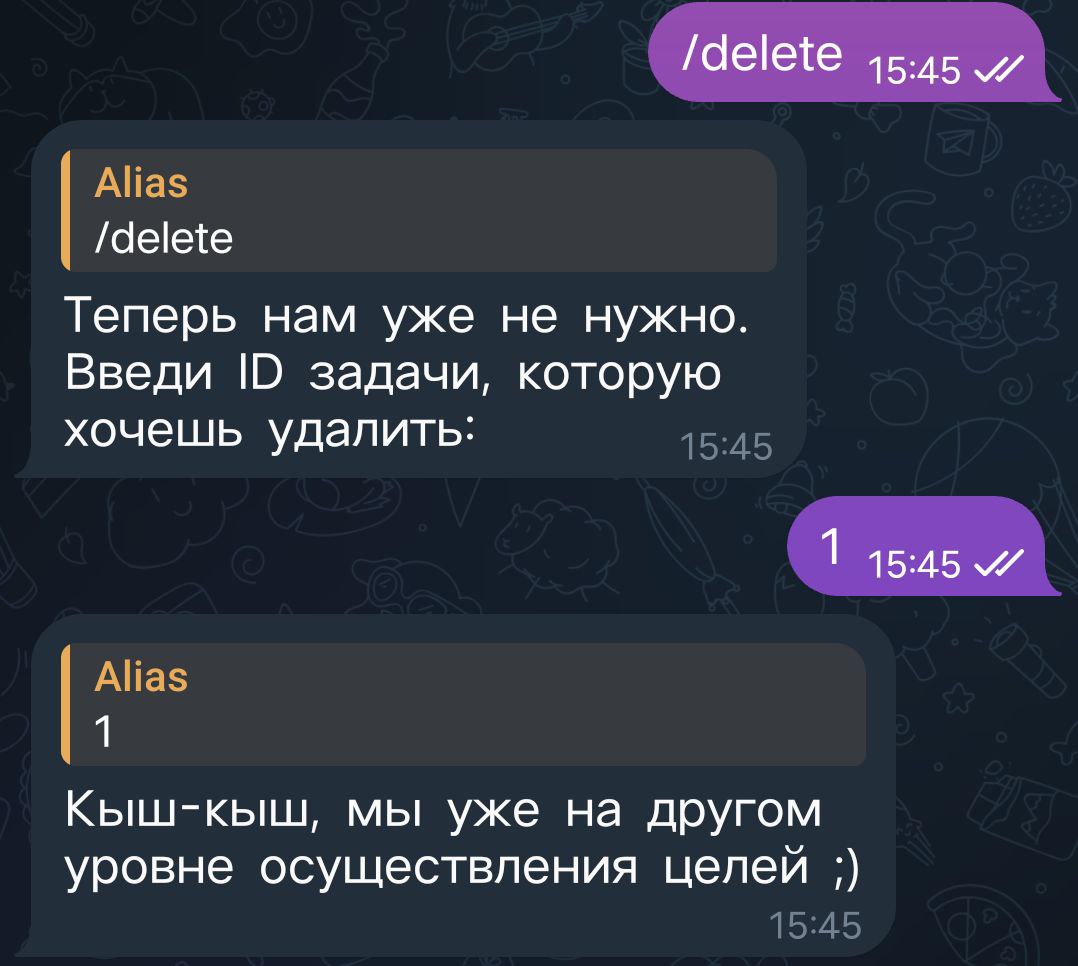 /delete 15:45
Alias
/delete
Теперь нам уже не нужно.
Введи ID задачи, которую
хочешь удалить:
15:45
1 15:45
Alias
1
Кыш-кыш, мы уже на другом
уровне осуществления целей ;)
15:45